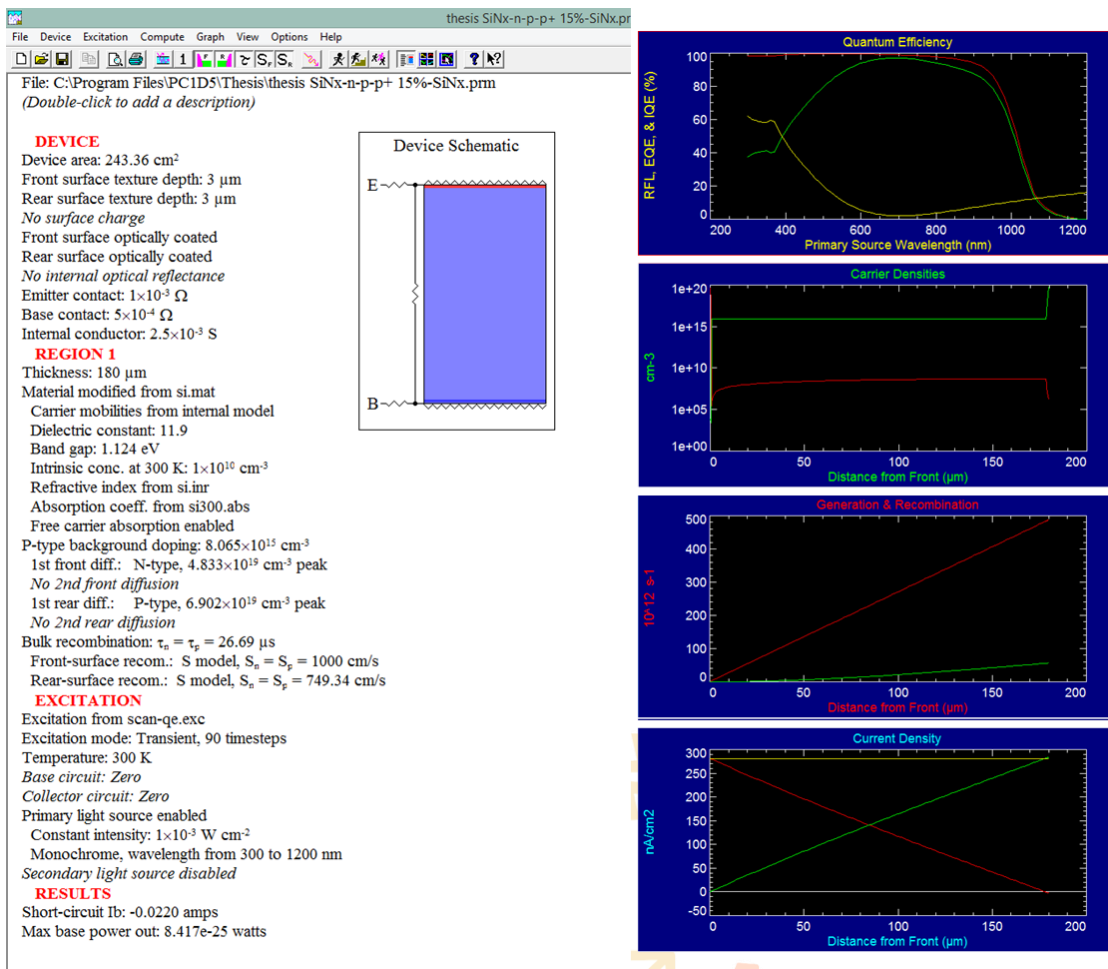 thesis SiNx-n-p-p+ 15%-SiNx.prm
File Device Excitation Compute Graph View Options Help
File: C:\Program Files\PC1D5\Thesis\thesis SiNx-n-p-p+ 15%-SiNx.prm
(Double-click to add a description)
DEVICE
Device area: 243.36 cm²
Front surface texture depth: 3 µm
Rear surface texture depth: 3 µm
No surface charge
Front surface optically coated
Rear surface optically coated
No internal optical reflectance
Emitter contact: 1×10⁻³ Ω
Base contact: 5×10⁻⁴ Ω
Internal conductor: 2.5×10⁻³ S
REGION 1
Thickness: 180 µm
Material modified from si.mat
Carrier mobilities from internal model
Dielectric constant: 11.9
Band gap: 1.124 eV
Intrinsic conc. at 300 K: 1×10¹⁰ cm⁻³
Refractive index from si.inr
Absorption coeff. from si300.abs
Free carrier absorption enabled
P-type background doping: 8.065×10¹⁵ cm⁻³
1st front diff.: N-type, 4.833×10¹⁹ cm⁻³ peak
No 2nd front diffusion
1st rear diff.: P-type, 6.902×10¹⁹ cm⁻³ peak
No 2nd rear diffusion
Bulk recombination: τₙ = τₚ = 26.69 µs
Front-surface recom.: S model, Sₙ = Sₚ = 1000 cm/s
Rear-surface recom.: S model, Sₙ = Sₚ = 749.34 cm/s
EXCITATION
Excitation from scan-qe.exc
Excitation mode: Transient, 90 timesteps
Temperature: 300 K
Base circuit: Zero
Collector circuit: Zero
Primary light source enabled
Constant intensity: 1×10⁻³ W cm⁻²
Monochrome, wavelength from 300 to 1200 nm
Secondary light source disabled
RESULTS
Short-circuit Ib: -0.0220 amps
Max base power out: 8.417e-25 watts
Device Schematic
E
B
Quantum Efficiency
RFL, EQE, & IQE (%)
100
80
60
40
20
0
200 400 600 800 1000 1200
Primary Source Wavelength (nm)
Carrier Densities
cm-3
1e+20
1e+15
1e+10
1e+05
1e+00
0 50 100 150 200
Distance from Front (µm)
Generation & Recombination
10^12 s-1
500
400
300
200
100
0
0 50 100 150 200
Distance from Front (µm)
Current Density
nA/cm2
300
250
200
150
100
50
0
-50
0 50 100 150 200
Distance from Front (µm)